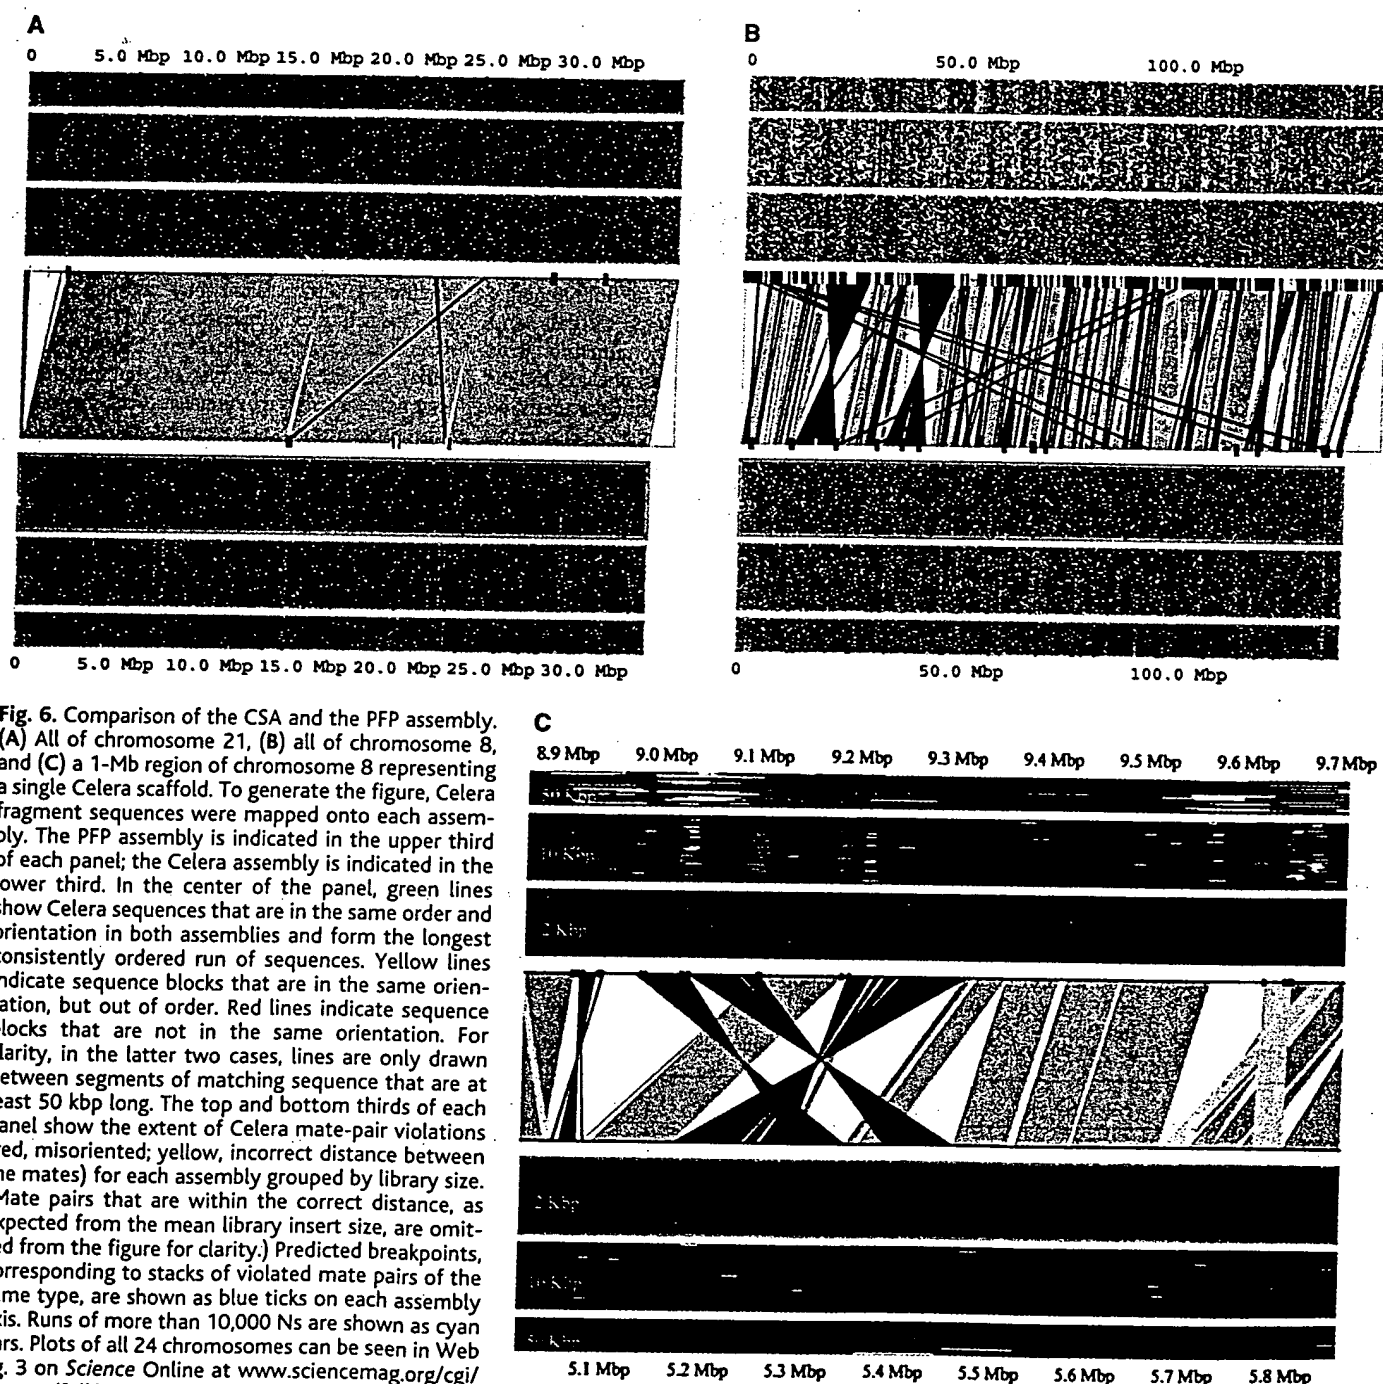 A
0 5.0 Mbp 10.0 Mbp 15.0 Mbp 20.0 Mbp 25.0 Mbp 30.0 Mbp
0 5.0 Mbp 10.0 Mbp 15.0 Mbp 20.0 Mbp 25.0 Mbp 30.0 Mbp
B
0 50.0 Mbp 100.0 Mbp
0 50.0 Mbp 100.0 Mbp
Fig. 6. Comparison of the CSA and the PFP assembly.
(A) All of chromosome 21, (B) all of chromosome 8,
and (C) a 1-Mb region of chromosome 8 representing
a single Celera scaffold. To generate the figure, Celera
fragment sequences were mapped onto each assem-
bly. The PFP assembly is indicated in the upper third
of each panel; the Celera assembly is indicated in the
ower third. In the center of the panel, green lines
show Celera sequences that are in the same order and
orientation in both assemblies and form the longest
consistently ordered run of sequences. Yellow lines
ndicate sequence blocks that are in the same orien-
ation, but out of order. Red lines indicate sequence
locks that are not in the same orientation. For
larity, in the latter two cases, lines are only drawn
etween segments of matching sequence that are at
east 50 kbp long. The top and bottom thirds of each
anel show the extent of Celera mate-pair violations
red, misoriented; yellow, incorrect distance between
he mates) for each assembly grouped by library size.
Mate pairs that are within the correct distance, as
xpected from the mean library insert size, are omit-
ed from the figure for clarity.) Predicted breakpoints,
orresponding to stacks of violated mate pairs of the
me type, are shown as blue ticks on each assembly
xis. Runs of more than 10,000 Ns are shown as cyan
ars. Plots of all 24 chromosomes can be seen in Web
g. 3 on Science Online at www.sciencemag.org/cgi/
C
8.9 Mbp 9.0 Mbp 9.1 Mbp 9.2 Mbp 9.3 Mbp 9.4 Mbp 9.5 Mbp 9.6 Mbp 9.7 Mbp
50 Kbp
10 Kbp
2 Kbp
2 Kbp
10 Kbp
50 Kbp
5.1 Mbp 5.2 Mbp 5.3 Mbp 5.4 Mbp 5.5 Mbp 5.6 Mbp 5.7 Mbp 5.8 Mbp